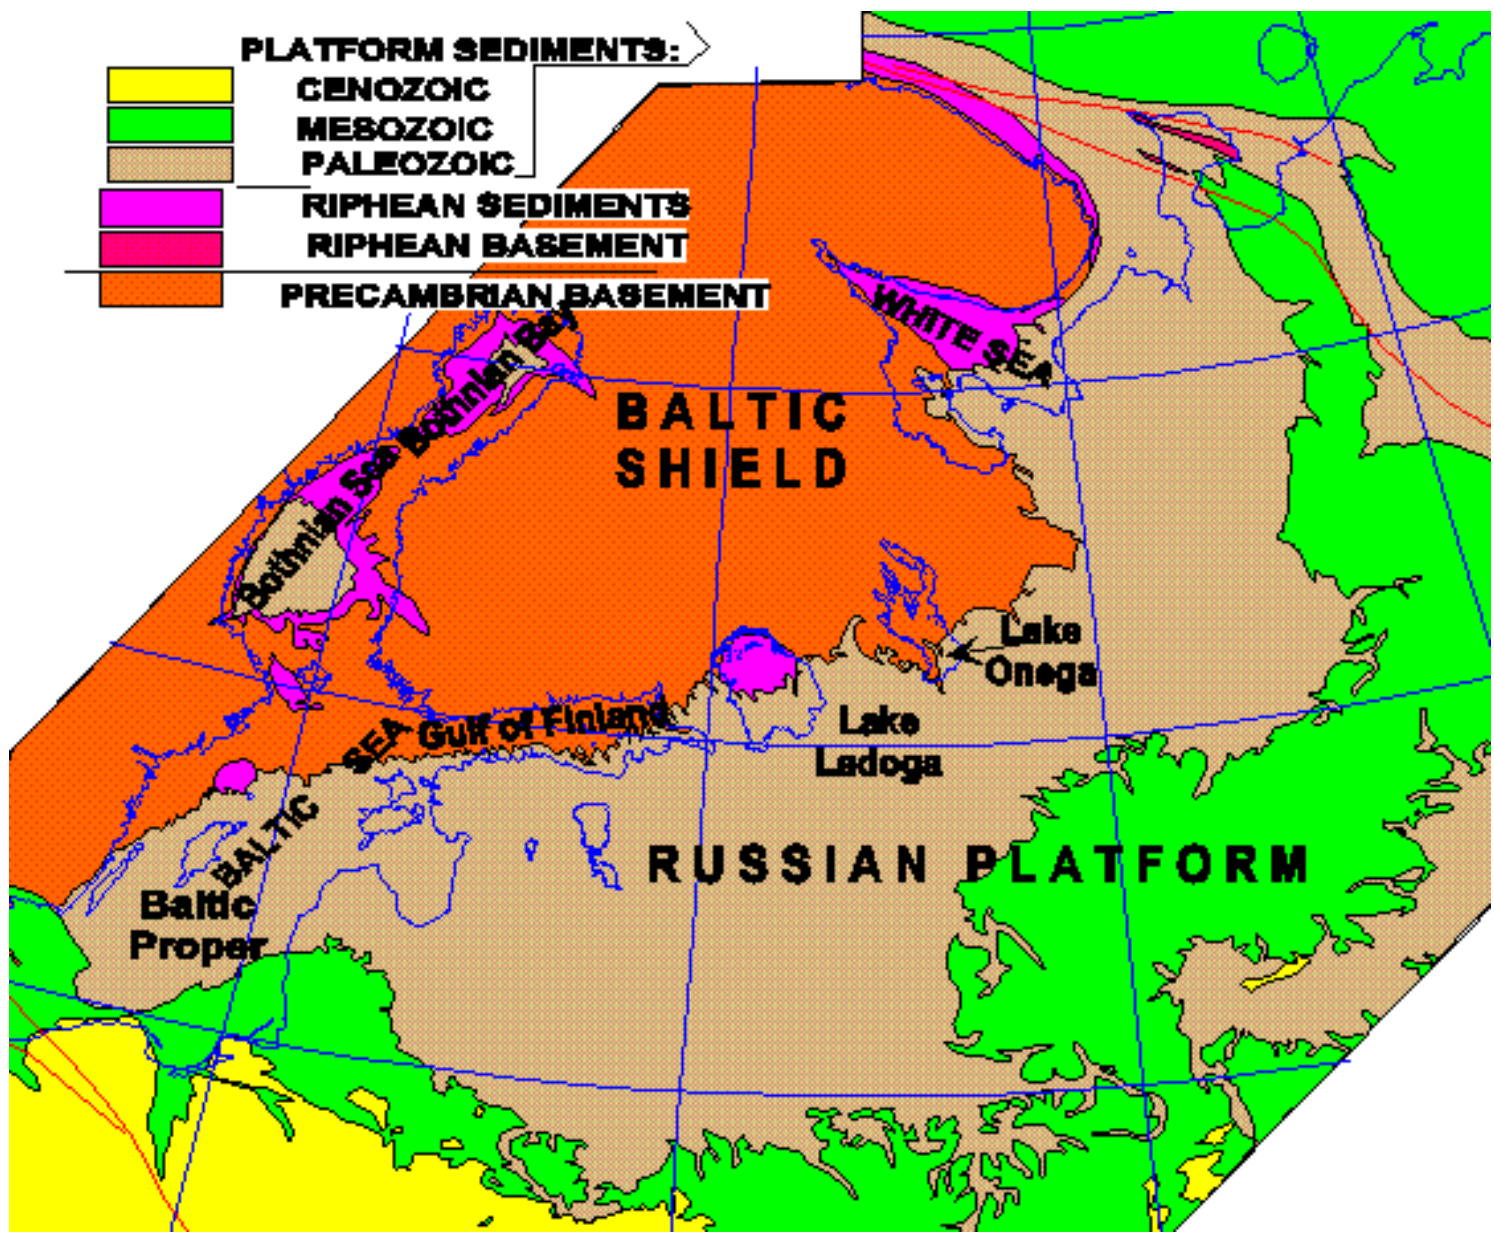 PLATFORM SEDIMENTS:
CENOZOIC
MESOZOIC
PALEOZOIC
RIPHEAN SEDIMENTS
RIPHEAN BASEMENT
PRECAMBRIAN BASEMENT
WHITE SEA
Bothnian Bay
BALTIC
SHIELD
Bothnian Sea
Lake
Onega
Gulf of Finland
Lake
Ladoga
BALTIC SEA
RUSSIAN PLATFORM
Baltic
Proper